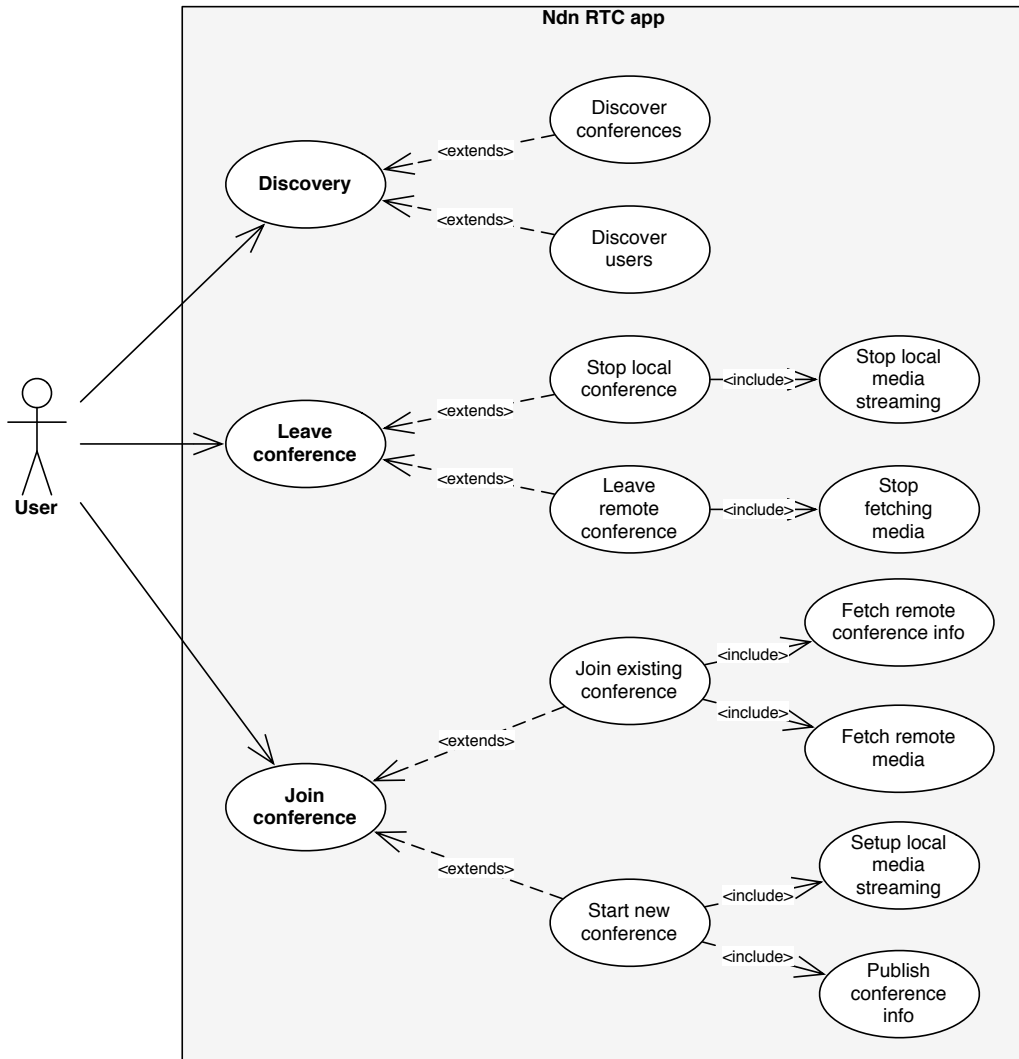 Ndn RTC app
Discover
conferences
<extends>
Discovery
<extends>
Discover
users
Stop local
conference
<include>
Stop local
media
streaming
<extends>
Leave
conference
<extends>
Leave
remote
conference
<include>
Stop
fetching
media
User
Fetch remote
conference info
<include>
Join existing
conference
<include>
Fetch remote
media
<extends>
Join
conference
<extends>
Setup local
media
streaming
<include>
Start new
conference
<include>
Publish
conference
info